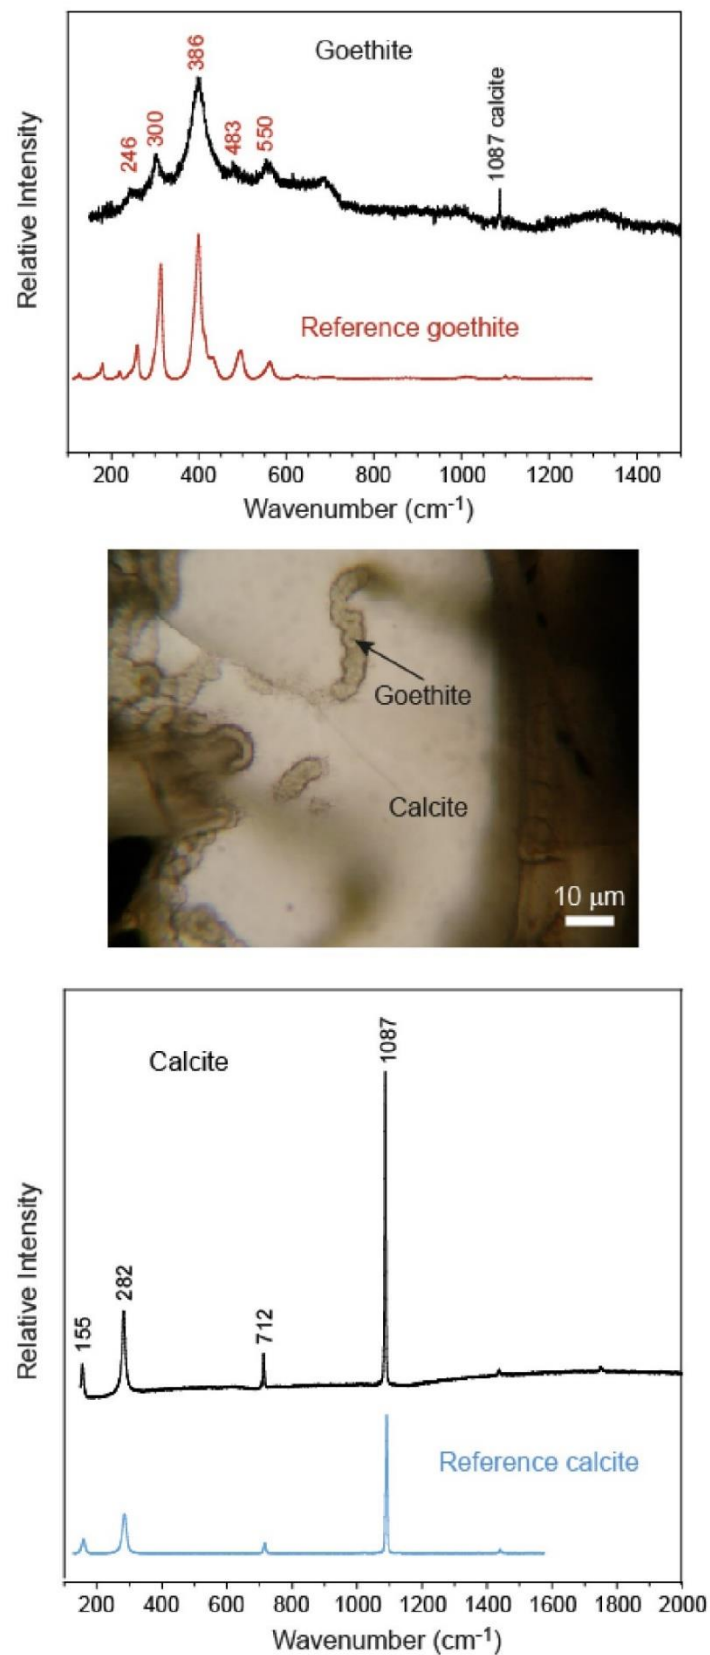 Goethite
386
300
246
483
550
1087 calcite
Relative Intensity
Reference goethite
200 400 600 800 1000 1200 1400
Wavenumber (cm⁻¹)
Goethite
Calcite
10 μm
Calcite
1087
282
155
712
Relative Intensity
Reference calcite
200 400 600 800 1000 1200 1400 1600 1800 2000
Wavenumber (cm⁻¹)